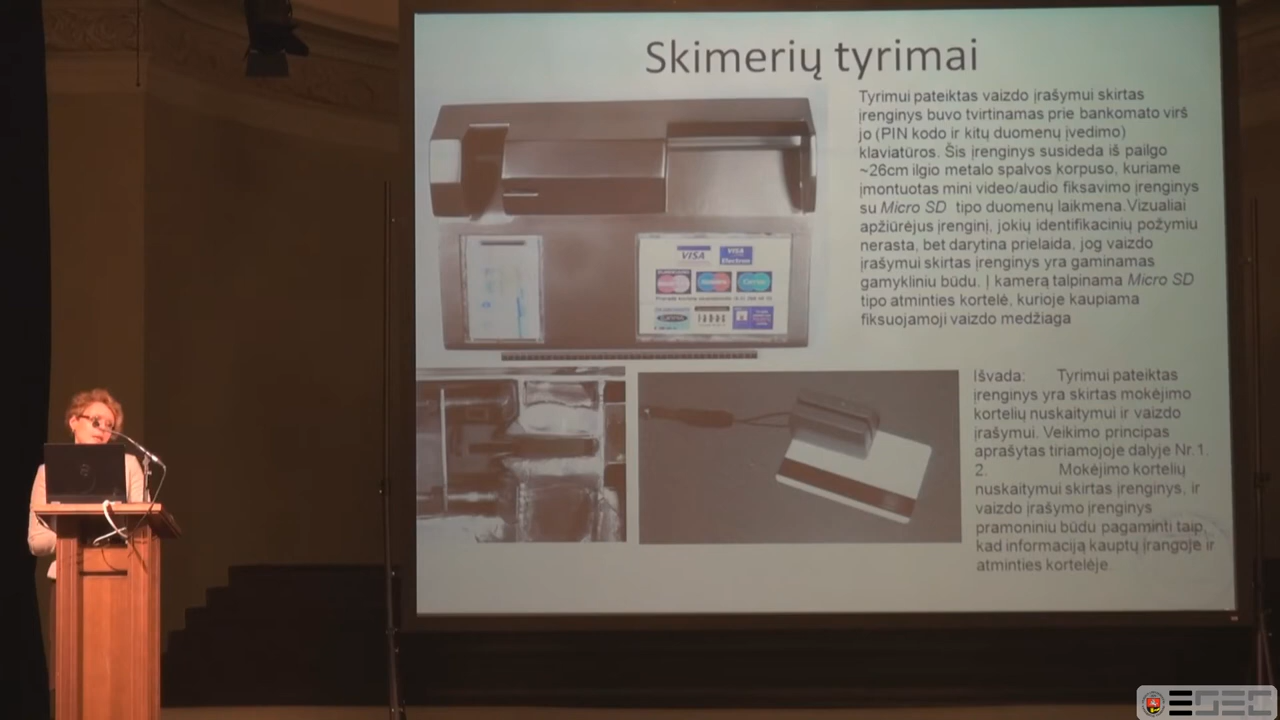 Skimerių tyrimai
Tyrimui pateiktas vaizdo įrašymui skirtas
įrenginys buvo tvirtinamas prie bankomato virš
jo (PIN kodo ir kitų duomenų įvedimo)
klaviatūros. Šis įrenginys susideda iš pailgo
~26cm ilgio metalo spalvos korpuso, kuriame
įmontuotas mini video/audio fiksavimo įrenginys
su Micro SD tipo duomenų laikmena.Vizualiai
apžiūrėjus įrenginį, jokių identifikacinių požymiu
nerasta, bet darytina prielaida, jog vaizdo
įrašymui skirtas įrenginys yra gaminamas
gamykliniu būdu. Į kamerą talpinama Micro SD
tipo atminties kortelė, kurioje kaupiama
fiksuojamoji vaizdo medžiaga
VISA
VISA
Electron
Maestro
Cirrus
Išvada: Tyrimui pateiktas
įrenginys yra skirtas mokėjimo
kortelių nuskaitymui ir vaizdo
įrašymui. Veikimo principas
aprašytas tiriamojoje dalyje Nr.1.
2. Mokėjimo kortelių
nuskaitymui skirtas įrenginys, ir
vaizdo įrašymo įrenginys
pramoniniu būdu pagaminti taip,
kad informaciją kauptų įrangoje ir
atminties kortelėje
ESEC